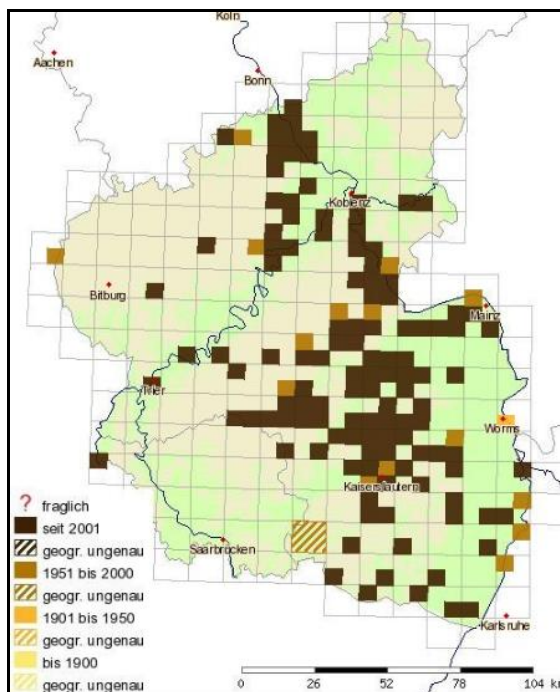 Köln
Aachen
Bonn
Koblenz
Bitburg
Mainz
Trier
Worms
Kaiserslautern
? fraglich
seit 2001
geogr. ungenau
1951 bis 2000
geogr. ungenau
1901 bis 1950
geogr. ungenau
bis 1900
geogr. ungenau
Saarbrücken
Karlsruhe
0 26 52 78 104 km